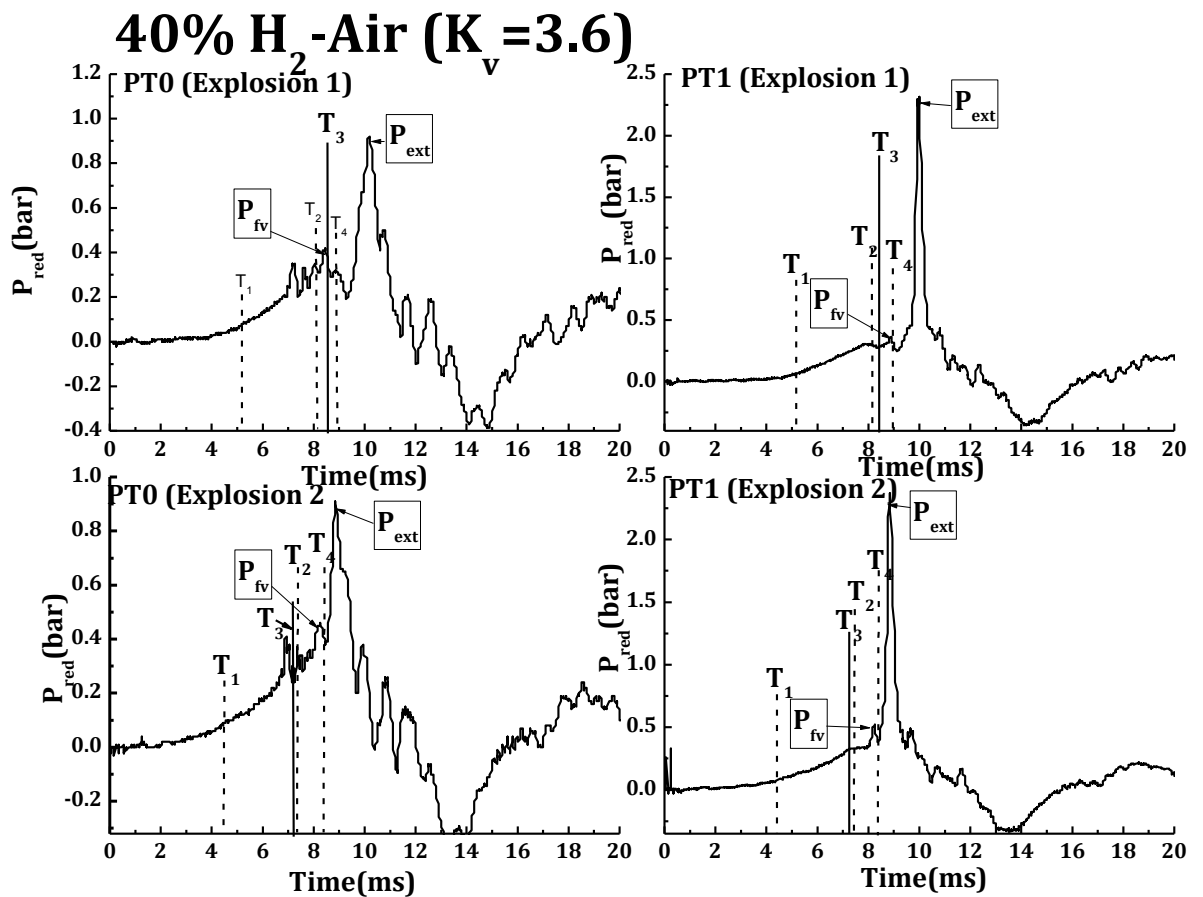 40% H2-Air (Kv=3.6)
PT0 (Explosion 1)
Pred(bar)
1.2
1.0
0.8
0.6
0.4
0.2
0.0
-0.2
-0.4
T1
T2
T3
T4
Pfv
Pext
0 2 4 6 8 10 12 14 16 18 20
Time(ms)
PT1 (Explosion 1)
Pred(bar)
2.5
2.0
1.5
1.0
0.5
0.0
T1
T2
T3
T4
Pfv
Pext
0 2 4 6 8 10 12 14 16 18 20
Time(ms)
PT0 (Explosion 2
Pred(bar)
1.0
0.8
0.6
0.4
0.2
0.0
-0.2
T1
T3
T2
T4
Pfv
Pext
0 2 4 6 8 10 12 14 16 18 20
Time(ms)
PT1 (Explosion 2)
Pred(bar)
2.5
2.0
1.5
1.0
0.5
0.0
T1
T3
T2
T4
Pfv
Pext
0 2 4 6 8 10 12 14 16 18 20
Time(ms)